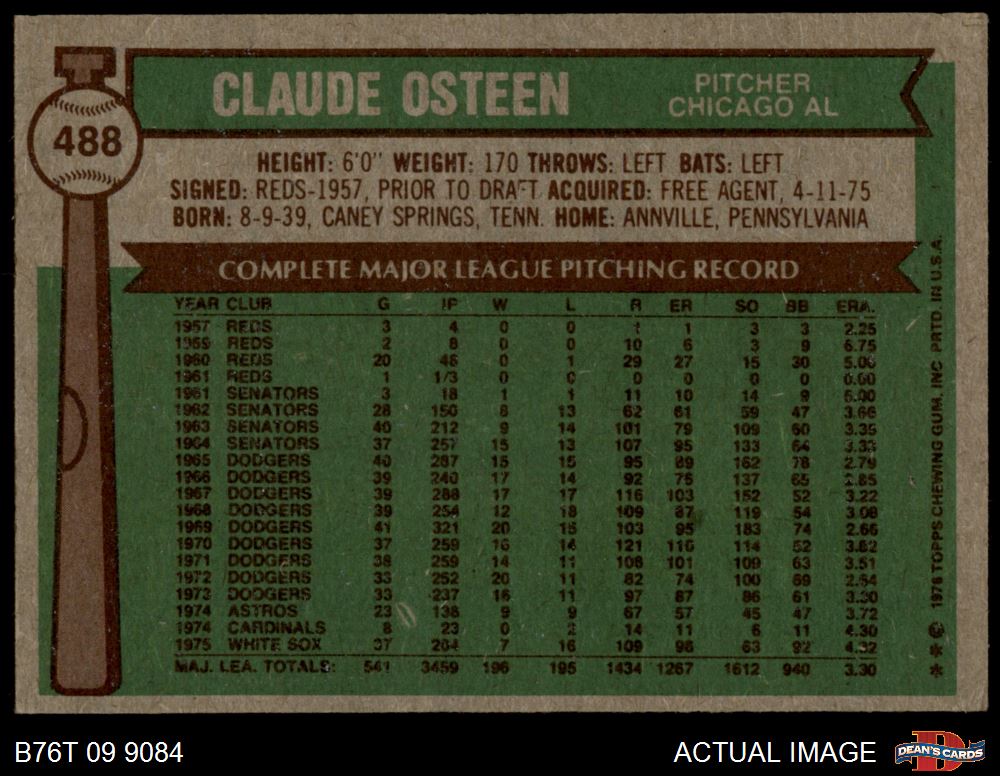 CLAUDE OSTEEN
PITCHER
CHICAGO AL
488
HEIGHT: 6'0" WEIGHT: 170 THROWS: LEFT BATS: LEFT
SIGNED: REDS-1957, PRIOR TO DRAFT ACQUIRED: FREE AGENT, 4-11-75
BORN: 8-9-39, CANEY SPRINGS, TENN. HOME: ANNVILLE, PENNSYLVANIA
COMPLETE MAJOR LEAGUE PITCHING RECORD
YEAR CLUB G IP W L R ER SO BB ERA.
1957 REDS 3 4 0 0 1 1 3 3 2.25
1959 REDS 2 8 0 0 10 6 3 9 6.75
1960 REDS 20 48 0 1 29 27 15 30 5.06
1961 REDS 1 1/3 0 0 0 0 0 0 0.00
1961 SENATORS 3 18 1 1 11 10 14 9 5.00
1962 SENATORS 28 150 8 13 62 61 59 47 3.66
1963 SENATORS 40 212 9 14 101 79 109 60 3.35
1964 SENATORS 37 257 15 13 107 95 133 64 3.33
1965 DODGERS 40 287 15 15 95 89 162 78 2.79
1966 DODGERS 39 240 17 14 92 76 137 65 2.85
1967 DODGERS 39 288 17 17 116 103 152 52 3.22
1968 DODGERS 39 254 12 18 109 87 119 54 3.08
1969 DODGERS 41 321 20 15 103 95 183 74 2.66
1970 DODGERS 37 259 16 14 121 110 114 52 3.82
1971 DODGERS 38 259 14 11 106 101 109 63 3.51
1972 DODGERS 33 252 20 11 82 74 100 69 2.64
1973 DODGERS 33 237 16 11 97 87 86 61 3.30
1974 ASTROS 23 138 9 9 67 57 45 47 3.72
1974 CARDINALS 8 23 0 2 14 11 6 11 4.30
1975 WHITE SOX 37 204 7 16 109 98 63 92 4.32
MAJ. LEA. TOTALS: 541 3459 196 195 1434 1267 1612 940 3.30
* * © 1976 TOPPS CHEWING GUM, INC. PRTD. IN U.S.A.
B76T 09 9084
ACTUAL IMAGE
DEAN'S CARDS